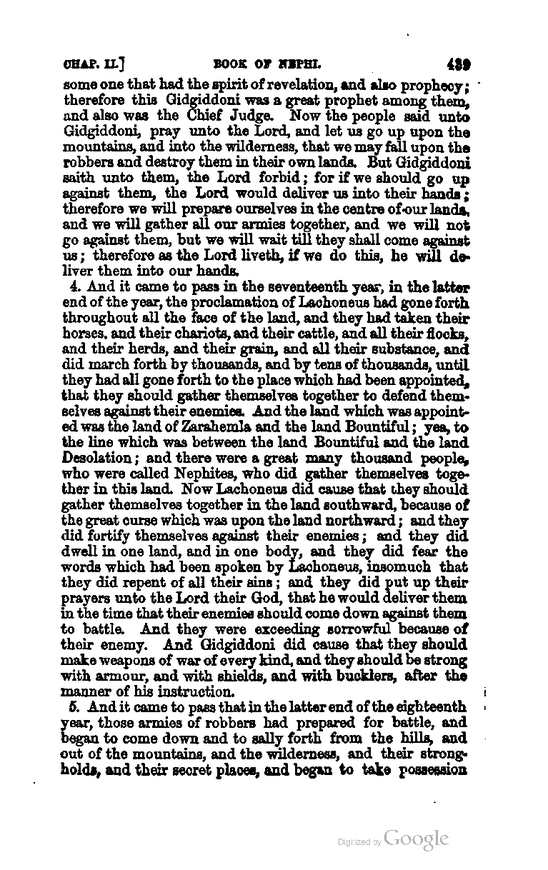 CHAP. II.] BOOK OF NEPHI. 439
some one that had the spirit of revelation, and also prophecy;
therefore this Gidgiddoni was a great prophet among them,
and also was the Chief Judge. Now the people said unto
Gidgiddoni, pray unto the Lord, and let us go up upon the
mountains, and into the wilderness, that we may fall upon the
robbers and destroy them in their own lands. But Gidgiddoni
saith unto them, the Lord forbid; for if we should go up
against them, the Lord would deliver us into their hands;
therefore we will prepare ourselves in the centre of our lands,
and we will gather all our armies together, and we will not
go against them, but we will wait till they shall come against
us; therefore as the Lord liveth, if we do this, he will de-
liver them into our hands.
4. And it came to pass in the seventeenth year, in the latter
end of the year, the proclamation of Lachoneus had gone forth
throughout all the face of the land, and they had taken their
horses, and their chariots, and their cattle, and all their flocks,
and their herds, and their grain, and all their substance, and
did march forth by thousands, and by tens of thousands, until
they had all gone forth to the place which had been appointed,
that they should gather themselves together to defend them-
selves against their enemies. And the land which was appoint-
ed was the land of Zarahemla and the land Bountiful; yea, to
the line which was between the land Bountiful and the land
Desolation; and there were a great many thousand people,
who were called Nephites, who did gather themselves toge-
ther in this land. Now Lachoneus did cause that they should
gather themselves together in the land southward, because of
the great curse which was upon the land northward; and they
did fortify themselves against their enemies; and they did
dwell in one land, and in one body, and they did fear the
words which had been spoken by Lachoneus, insomuch that
they did repent of all their sins; and they did put up their
prayers unto the Lord their God, that he would deliver them
in the time that their enemies should come down against them
to battle. And they were exceeding sorrowful because of
their enemy. And Gidgiddoni did cause that they should
make weapons of war of every kind, and they should be strong
with armour, and with shields, and with bucklers, after the
manner of his instruction.
5. And it came to pass that in the latter end of the eighteenth
year, those armies of robbers had prepared for battle, and
began to come down and to sally forth from the hills, and
out of the mountains, and the wilderness, and their strong-
holds, and their secret places, and began to take possession
Digitized by Google